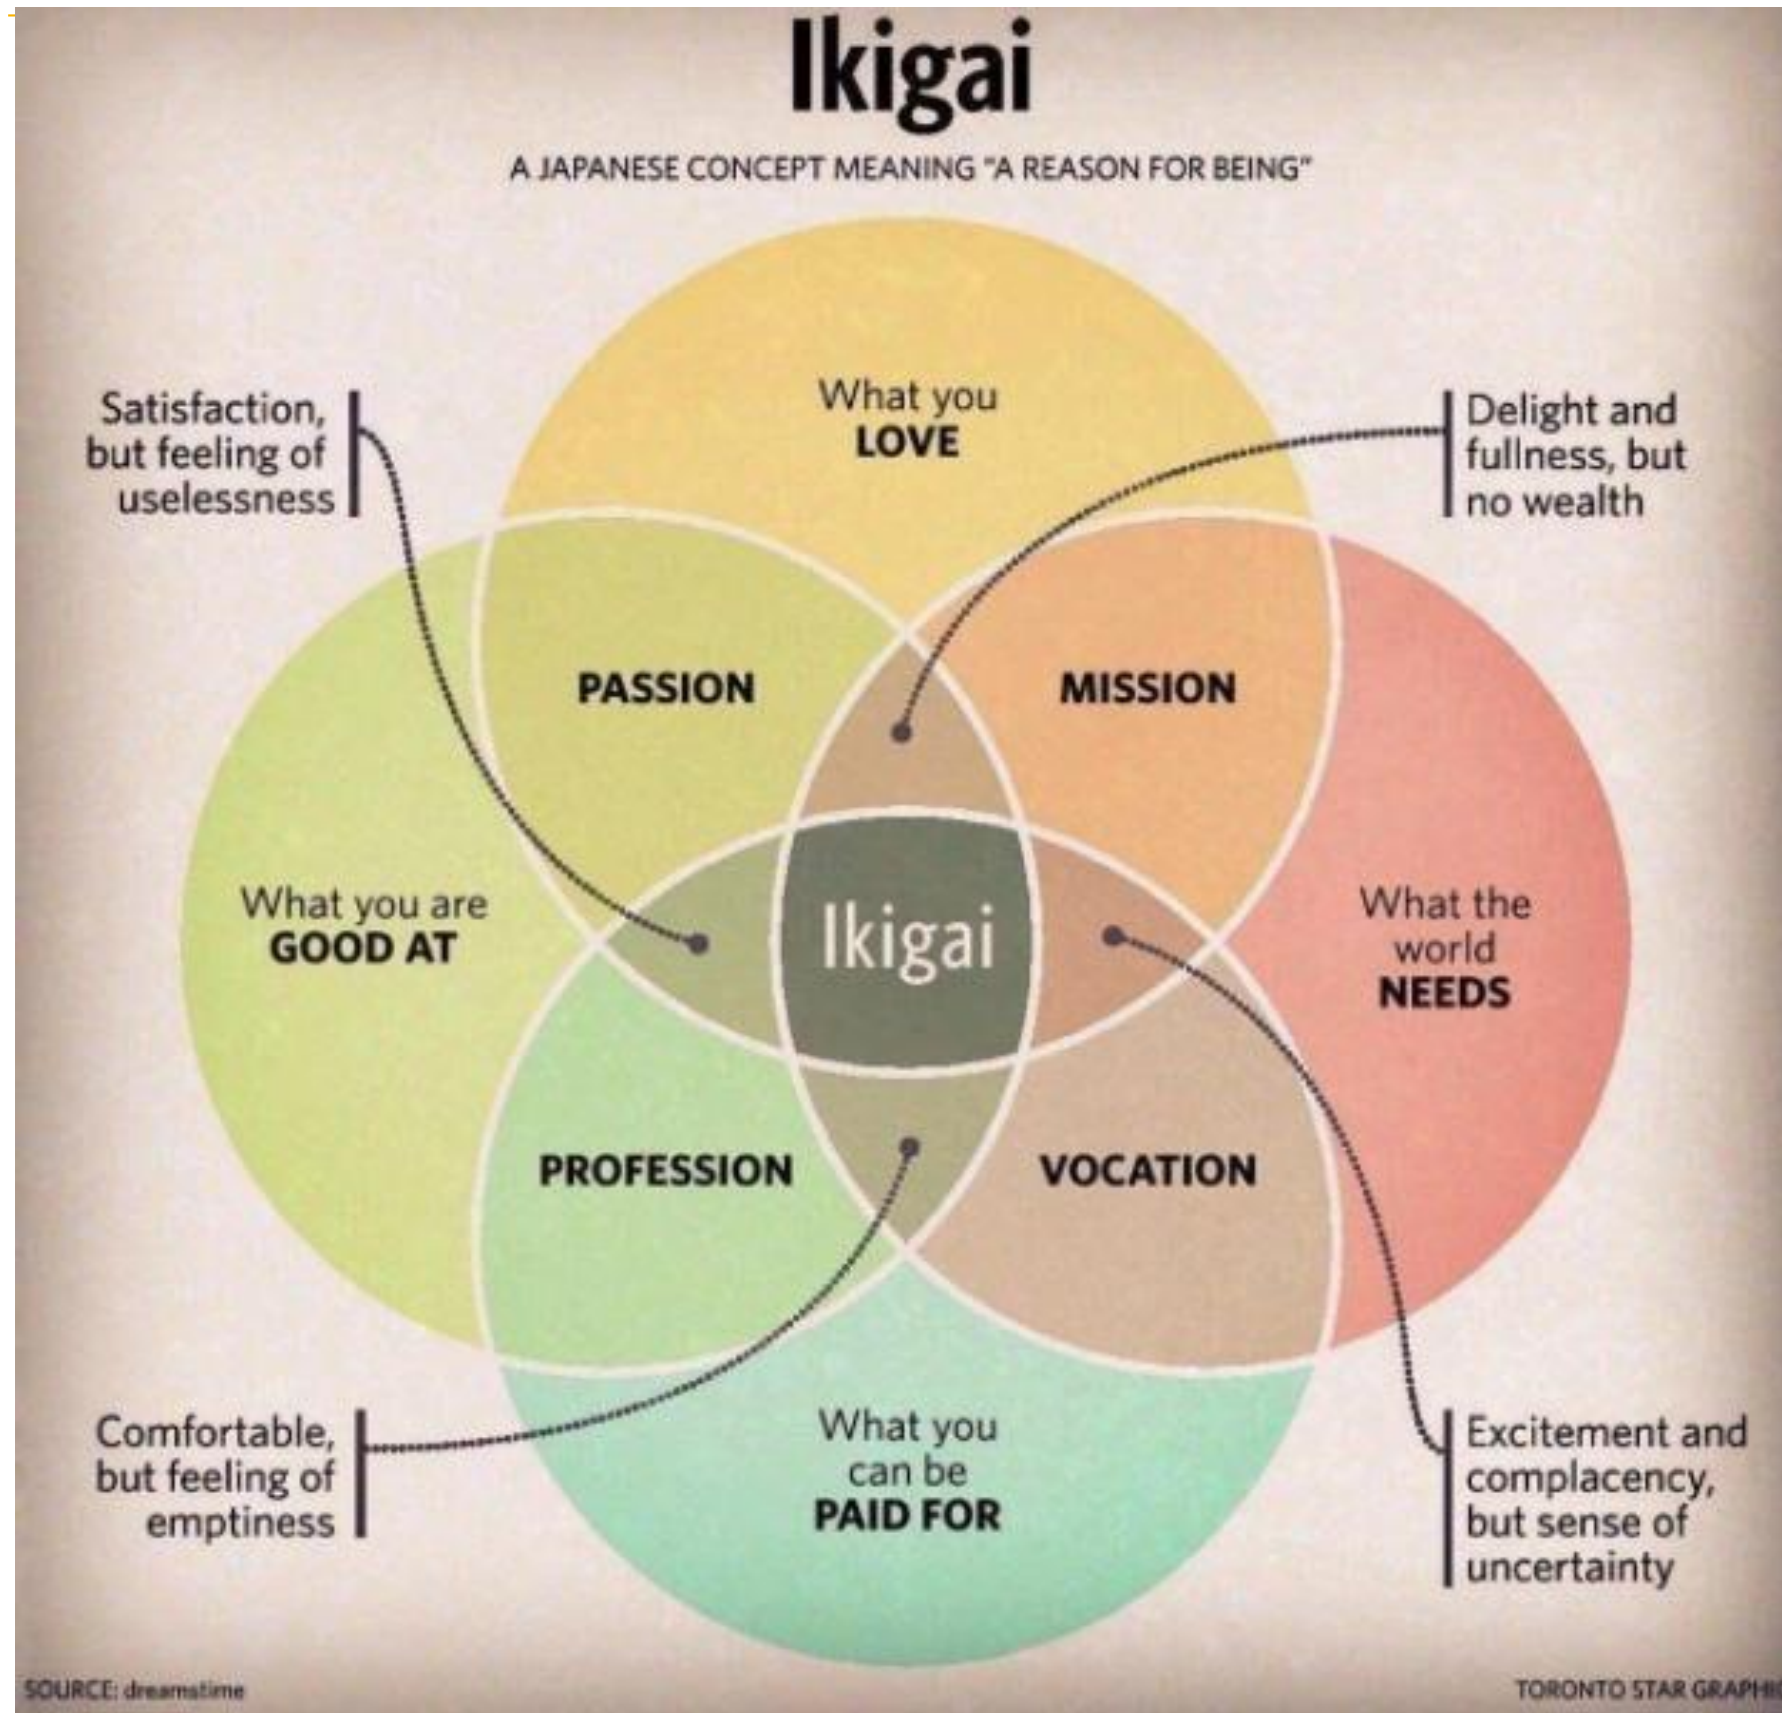 Ikigai
A JAPANESE CONCEPT MEANING "A REASON FOR BEING"
What you
LOVE
Satisfaction,
but feeling of
uselessness
Delight and
fullness, but
no wealth
PASSION
MISSION
What you are
GOOD AT
Ikigai
What the
world
NEEDS
PROFESSION
VOCATION
What you
can be
PAID FOR
Comfortable,
but feeling of
emptiness
Excitement and
complacency,
but sense of
uncertainty
SOURCE: dreamstime
TORONTO STAR GRAPHIC